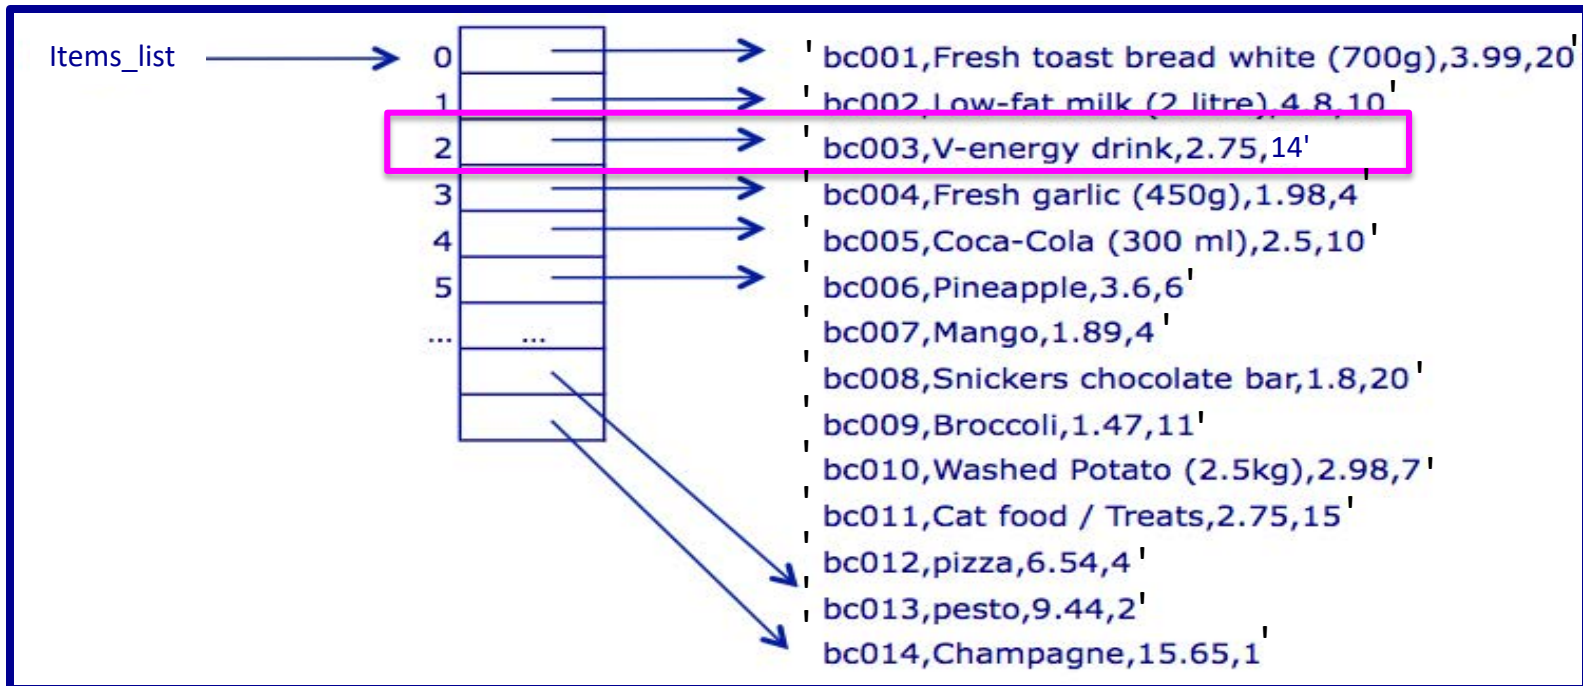 Items_list
0 ' bc001,Fresh toast bread white (700g),3.99,20'
1 ' bc002,Low-fat milk (2 litre),4.8,10'
2 ' bc003,V-energy drink,2.75,14'
3 ' bc004,Fresh garlic (450g),1.98,4'
4 ' bc005,Coca-Cola (300 ml),2.5,10'
5 ' bc006,Pineapple,3.6,6'
... ... ' bc007,Mango,1.89,4'
' bc008,Snickers chocolate bar,1.8,20'
' bc009,Broccoli,1.47,11'
' bc010,Washed Potato (2.5kg),2.98,7'
' bc011,Cat food / Treats,2.75,15'
' bc012,pizza,6.54,4'
' bc013,pesto,9.44,2'
' bc014,Champagne,15.65,1'